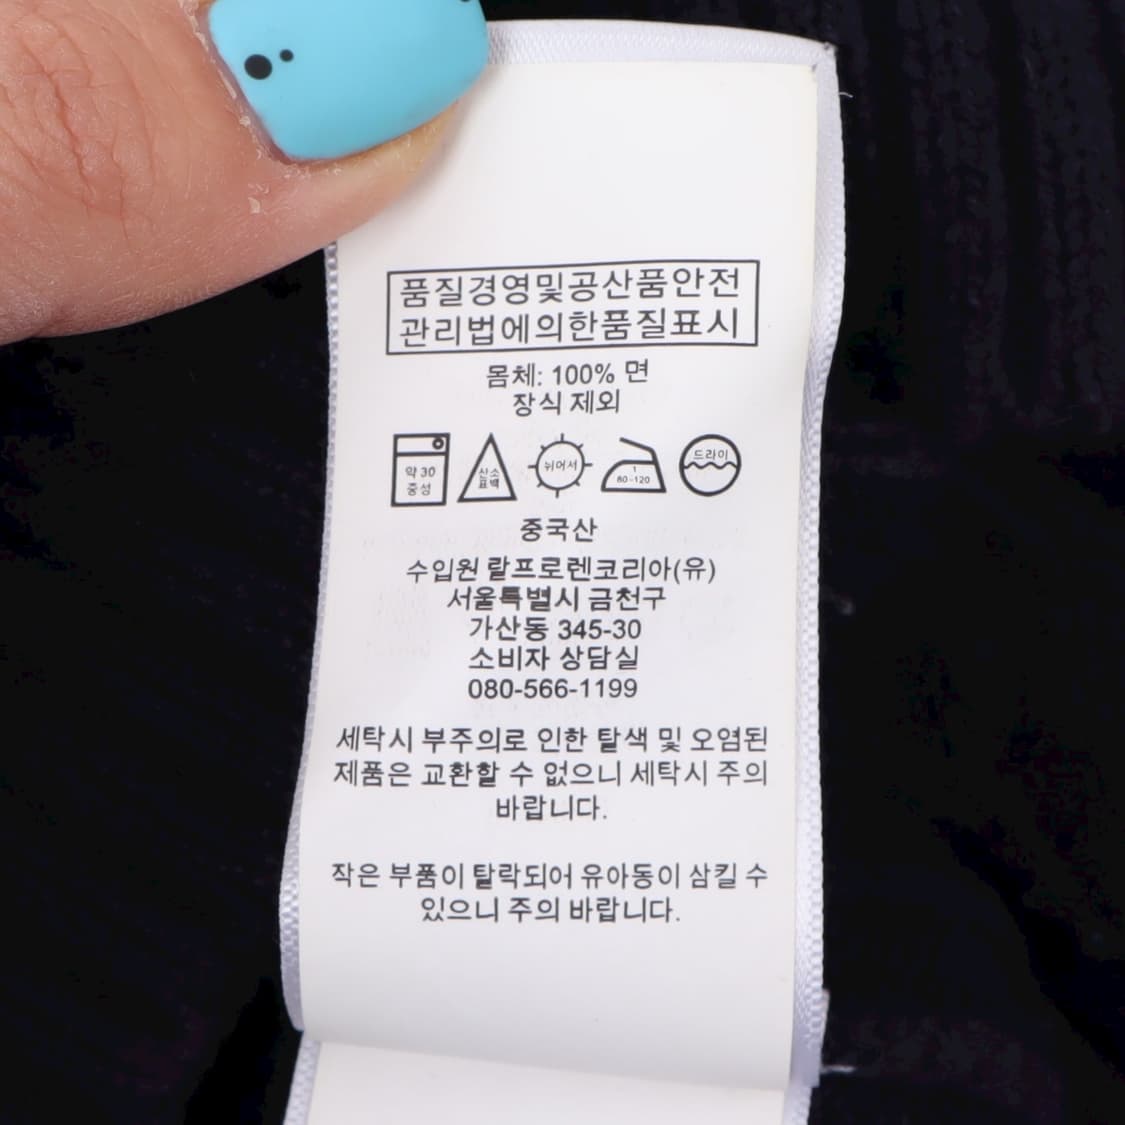 품질경영및공산품안전
관리법에의한품질표시
몸체: 100% 면
장식 제외
약 30
중성
산소
표백
쉬어서
1
80-120
드라이
중국산
수입원 랄프로렌코리아(유)
서울특별시 금천구
가산동 345-30
소비자 상담실
080-566-1199
세탁시 부주의로 인한 탈색 및 오염된
제품은 교환할 수 없으니 세탁시 주의
바랍니다.
작은 부품이 탈락되어 유아동이 삼킬 수
있으니 주의 바랍니다.